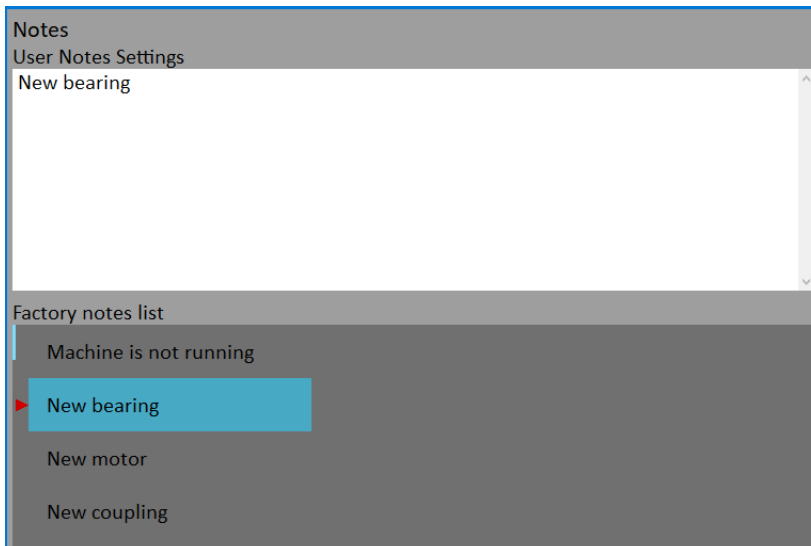 Notes
User Notes Settings
New bearing
Factory notes list
Machine is not running
New bearing
New motor
New coupling